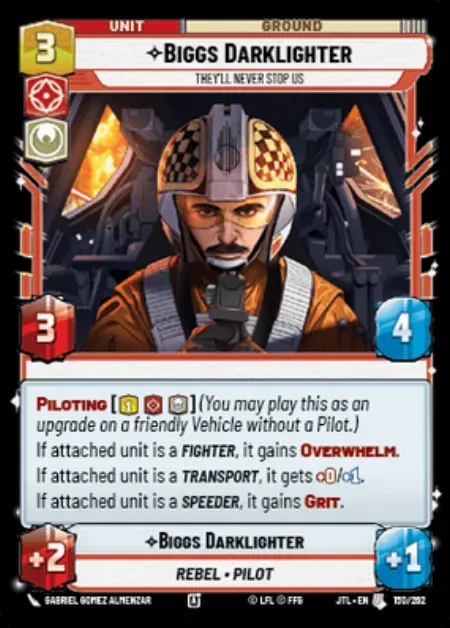 UNIT GROUND
3
✧BIGGS DARKLIGHTER
THEY'LL NEVER STOP US
3
4
PILOTING [1] (You may play this as an
upgrade on a friendly Vehicle without a Pilot.)
If attached unit is a FIGHTER, it gains OVERWHELM.
If attached unit is a TRANSPORT, it gets +0/+1.
If attached unit is a SPEEDER, it gains GRIT.
+2
✧BIGGS DARKLIGHTER
+1
REBEL • PILOT
GABRIEL GOMEZ ALMENZAR
© LFL © FFG
JTL • EN